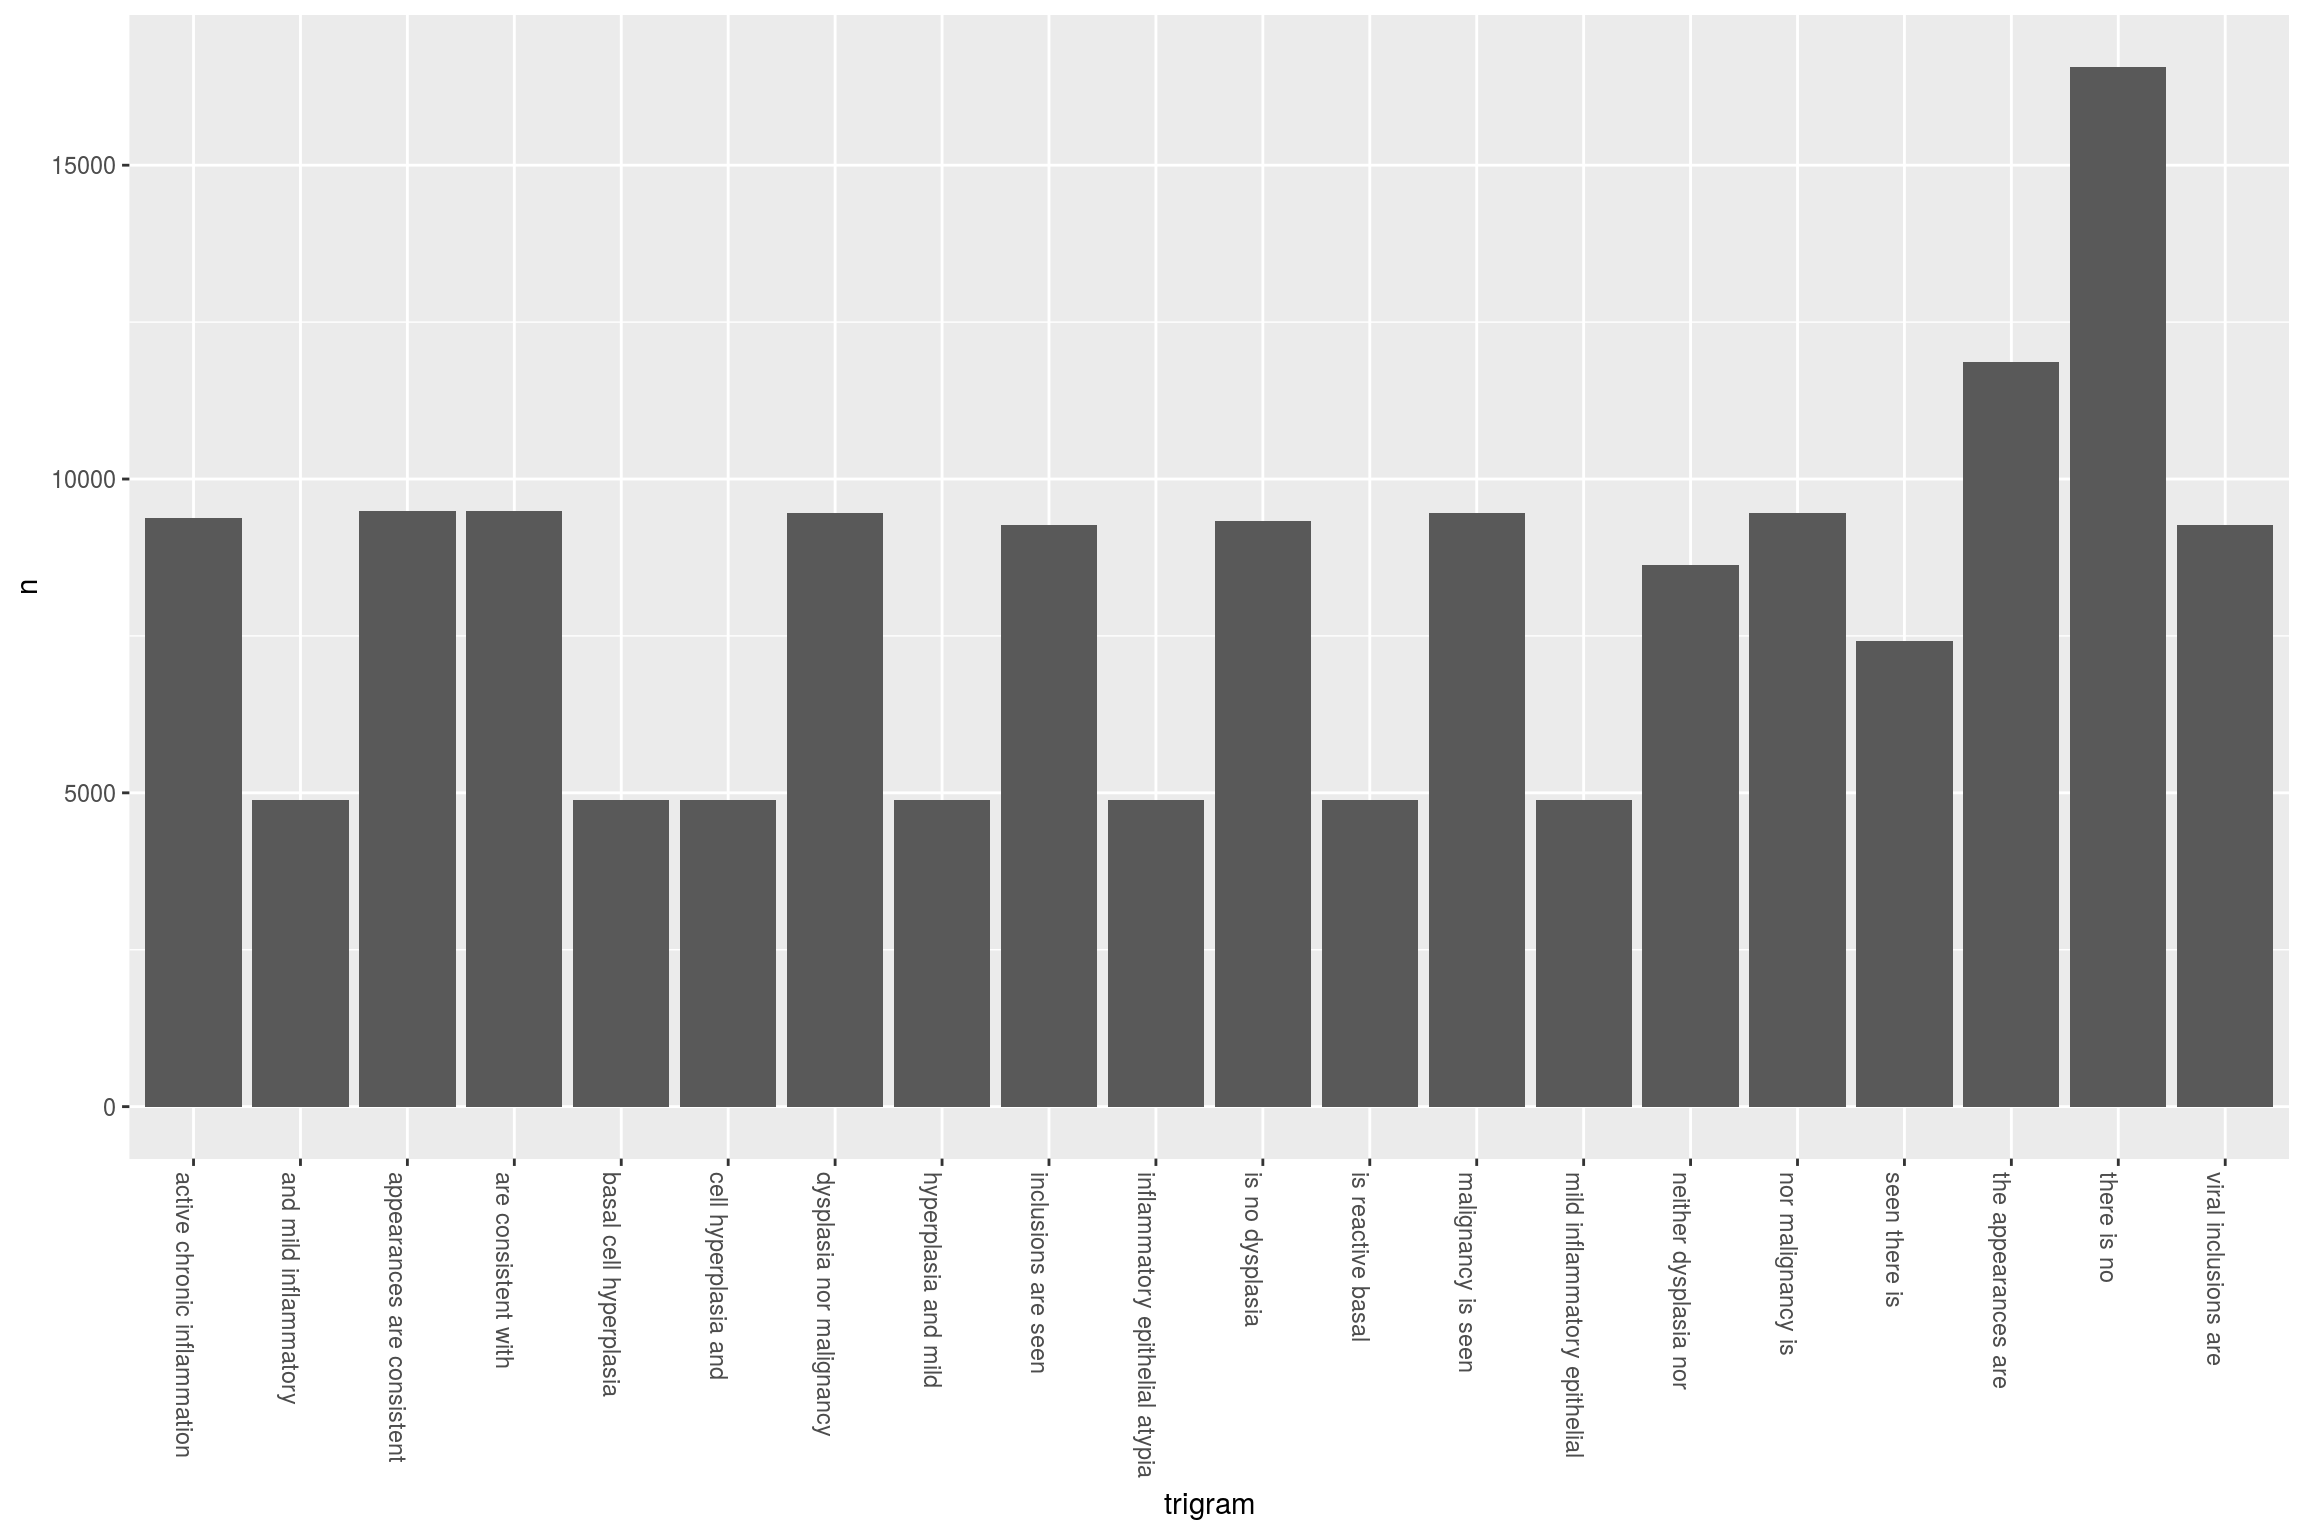 n
15000
10000
5000
0
active chronic inflammation
and mild inflammatory
appearances are consistent
are consistent with
basal cell hyperplasia
cell hyperplasia and
dysplasia nor malignancy
hyperplasia and mild
inclusions are seen
inflammatory epithelial atypia
is no dysplasia
is reactive basal
malignancy is seen
mild inflammatory epithelial
neither dysplasia nor
nor malignancy is
seen there is
the appearances are
there is no
viral inclusions are
trigram